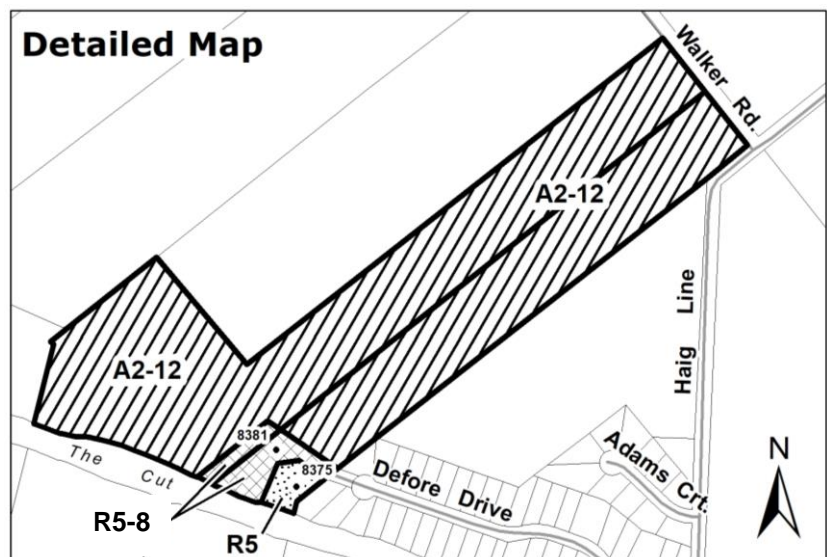 Detailed Map
Walker Rd.
A2-12
Haig Line
A2-12
8381
8375
The Cut
Defore Drive
Adams Crt.
N
R5-8
R5